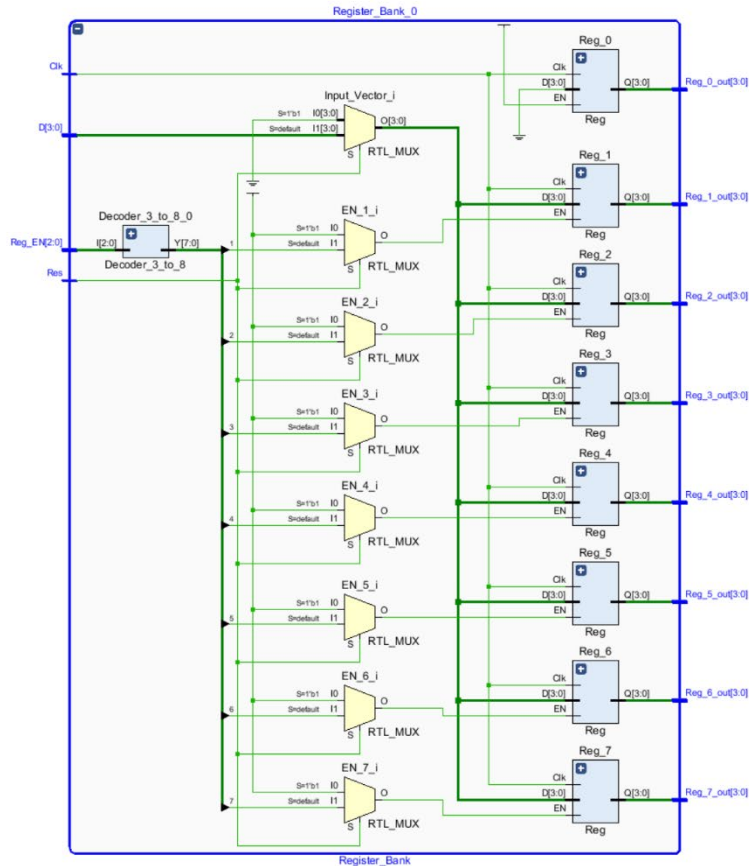 Register_Bank_0
Clk
D[3:0]
Reg_EN[2:0]
Res
Decoder_3_to_8_0
I[2:0] Y[7:0]
Decoder_3_to_8
Input_Vector_i
S=1'b1 I0[3:0]
S=default I1[3:0]
O[3:0]
S RTL_MUX
EN_1_i
1
S=1'b1 I0
S=default I1
O
S RTL_MUX
EN_2_i
2
S=1'b1 I0
S=default I1
O
S RTL_MUX
EN_3_i
3
S=1'b1 I0
S=default I1
O
S RTL_MUX
EN_4_i
4
S=1'b1 I0
S=default I1
O
S RTL_MUX
EN_5_i
5
S=1'b1 I0
S=default I1
O
S RTL_MUX
EN_6_i
6
S=1'b1 I0
S=default I1
O
S RTL_MUX
EN_7_i
7
S=1'b1 I0
S=default I1
O
S RTL_MUX
Reg_0
Clk
D[3:0] Q[3:0] Reg_0_out[3:0]
EN
Reg
Reg_1
Clk
D[3:0] Q[3:0] Reg_1_out[3:0]
EN
Reg
Reg_2
Clk
D[3:0] Q[3:0] Reg_2_out[3:0]
EN
Reg
Reg_3
Clk
D[3:0] Q[3:0] Reg_3_out[3:0]
EN
Reg
Reg_4
Clk
D[3:0] Q[3:0] Reg_4_out[3:0]
EN
Reg
Reg_5
Clk
D[3:0] Q[3:0] Reg_5_out[3:0]
EN
Reg
Reg_6
Clk
D[3:0] Q[3:0] Reg_6_out[3:0]
EN
Reg
Reg_7
Clk
D[3:0] Q[3:0] Reg_7_out[3:0]
EN
Reg
Register_Bank